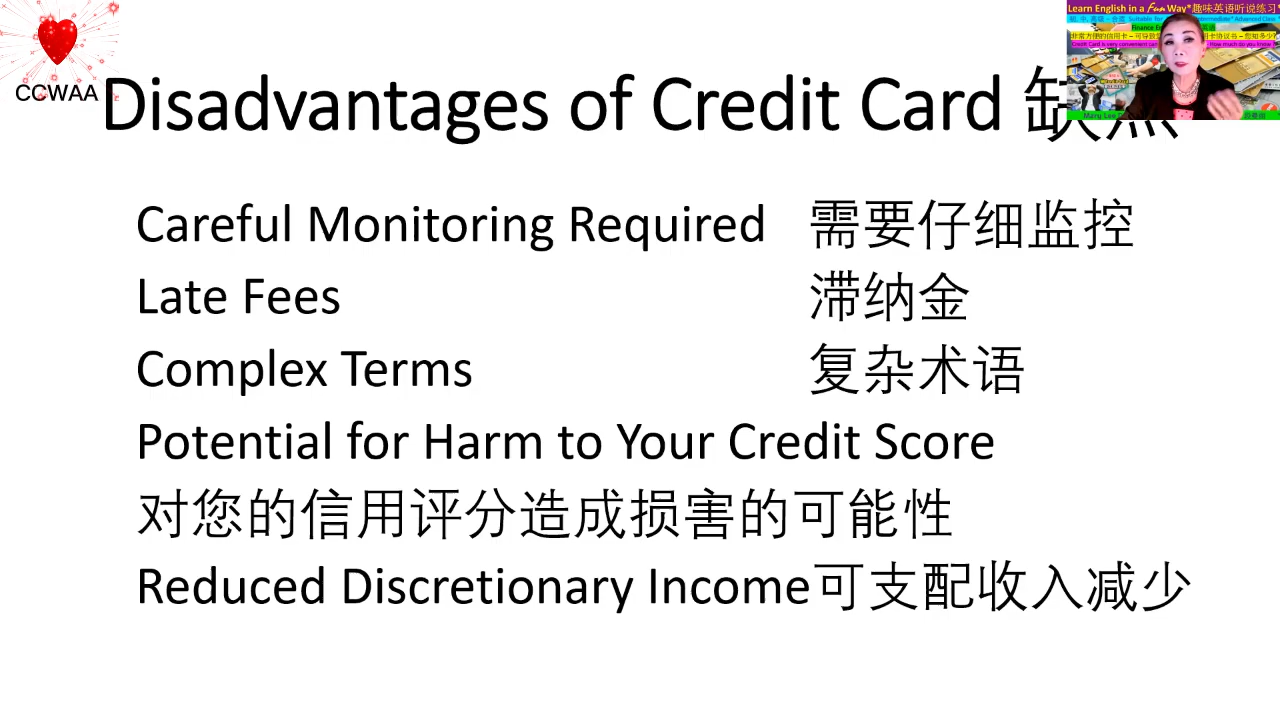 CCWAA
Disadvantages of Credit Card 缺点
Careful Monitoring Required 需要仔细监控
Late Fees 滞纳金
Complex Terms 复杂术语
Potential for Harm to Your Credit Score
对您的信用评分造成损害的可能性
Reduced Discretionary Income可支配收入减少
Learn English in a Fun Way*趣味英语听说练习*